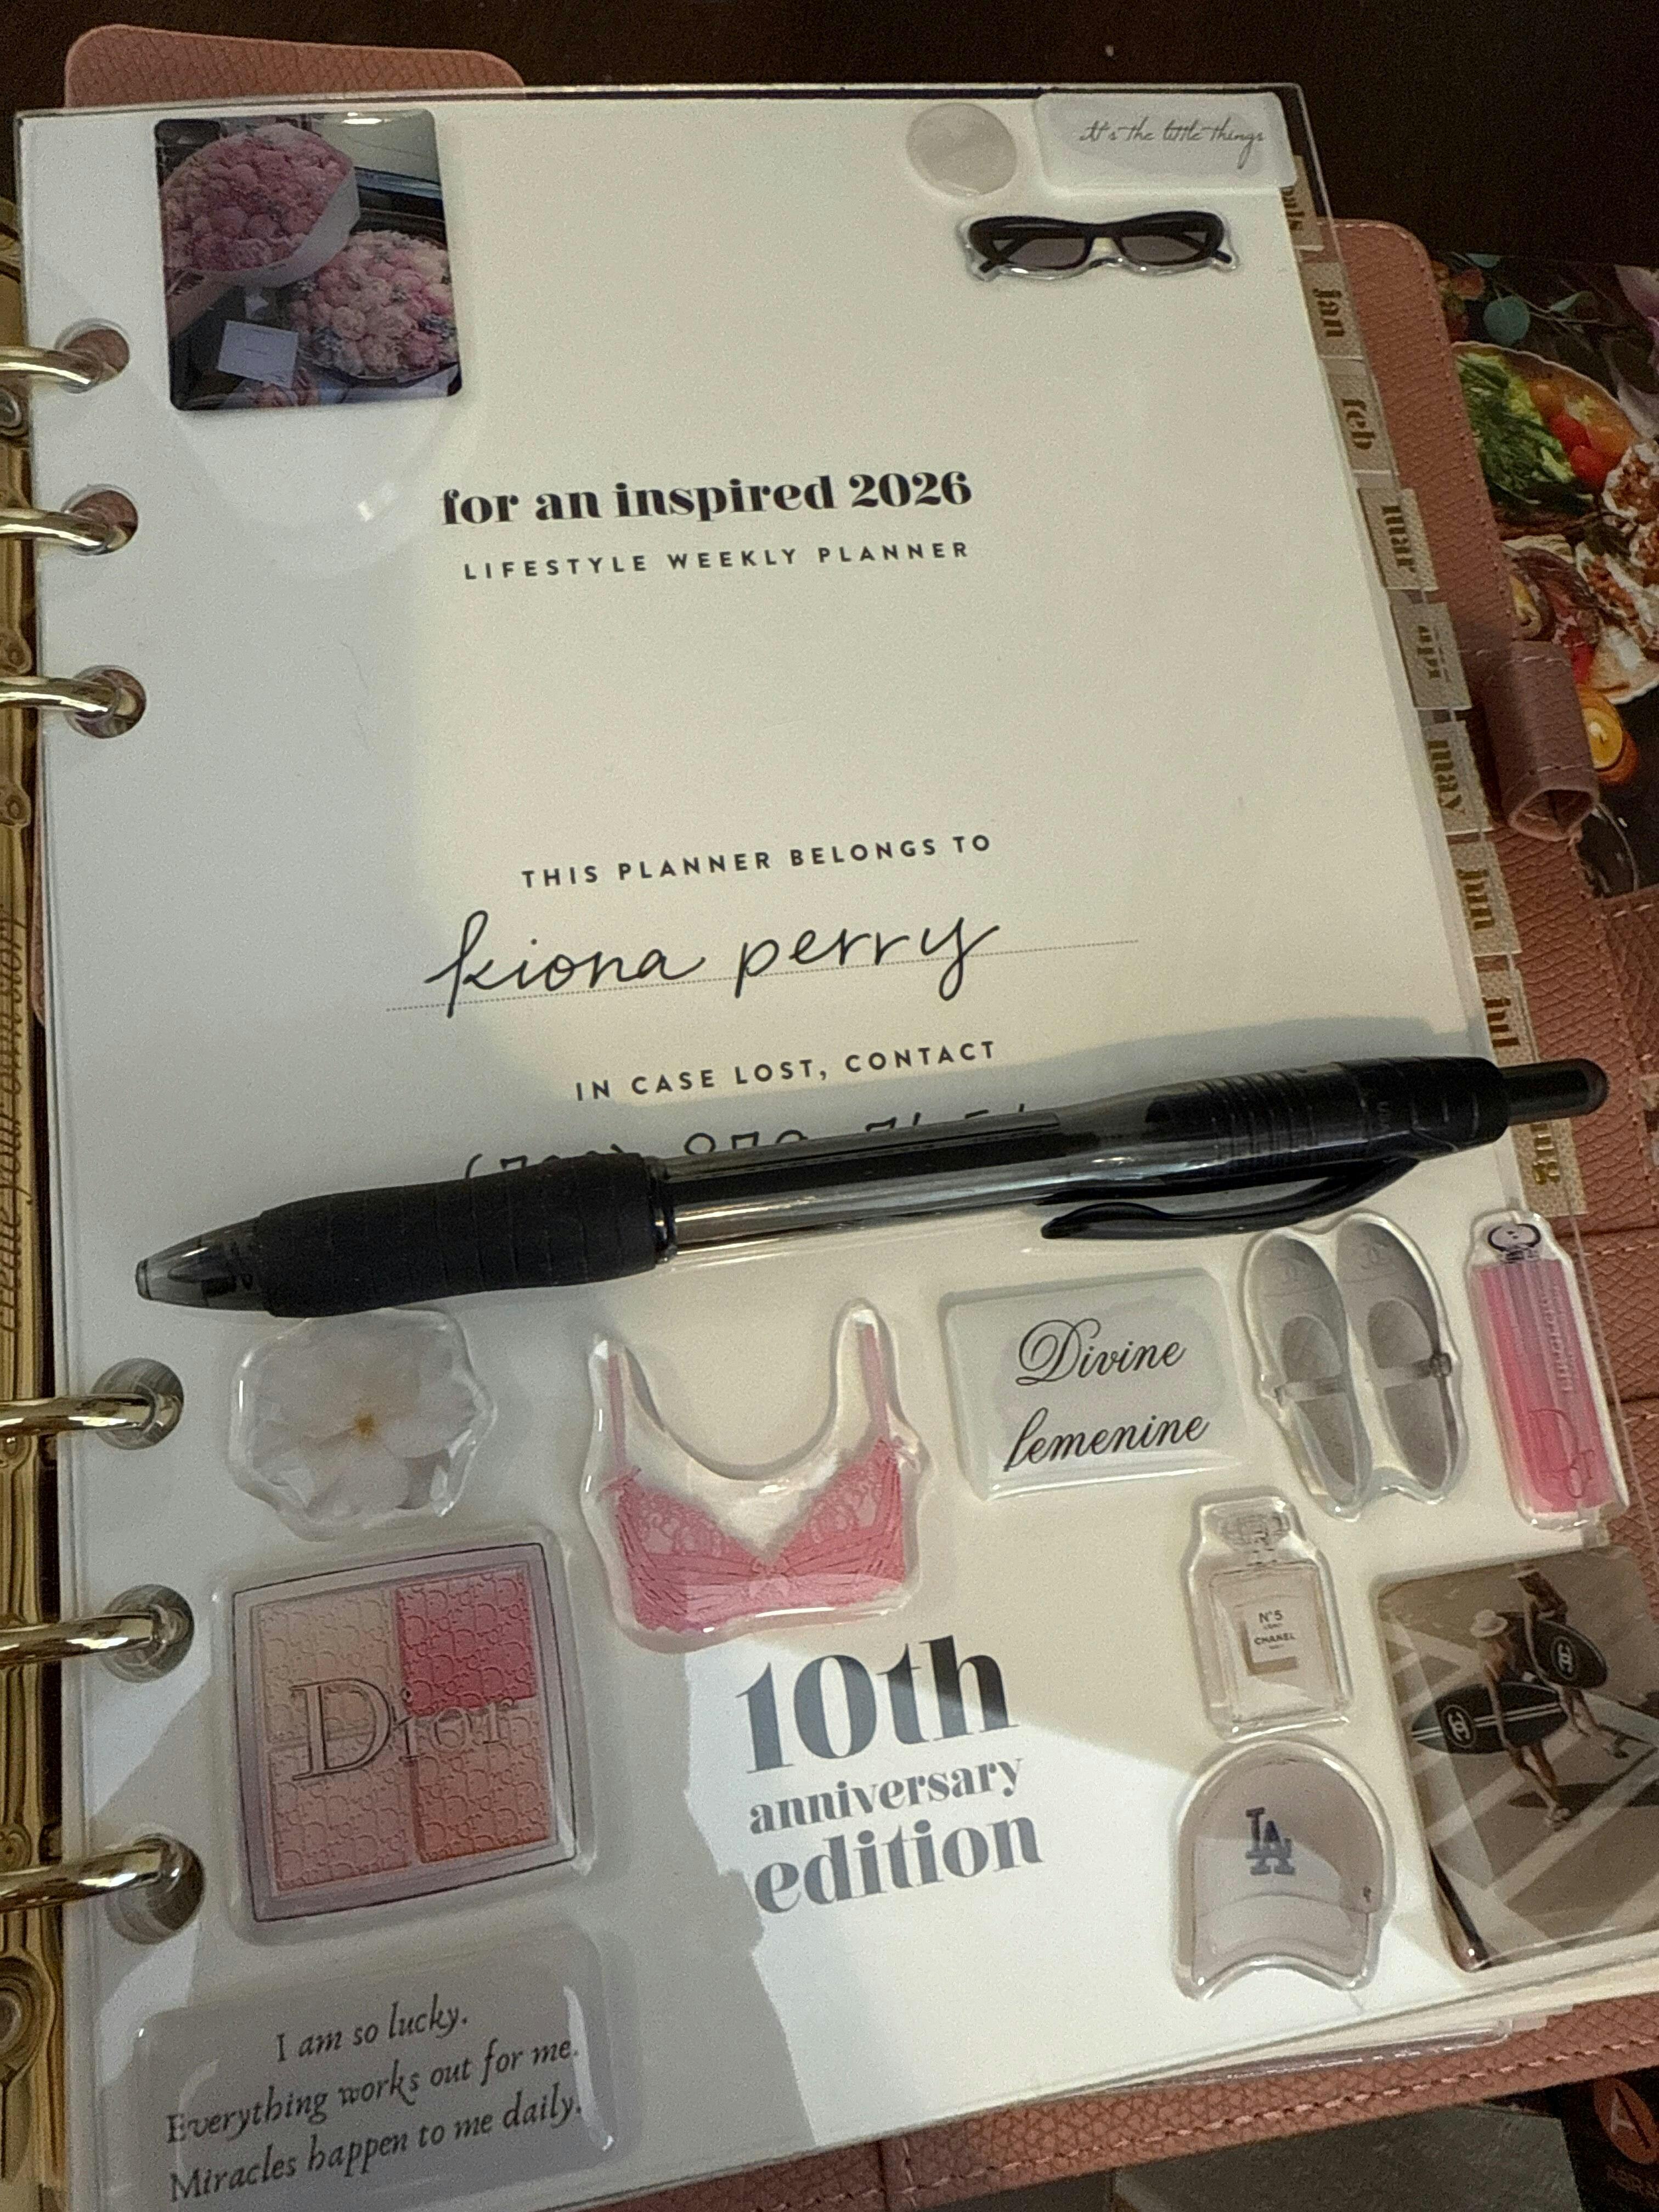 it's the little things
for an inspired 2026
LIFESTYLE WEEKLY PLANNER
THIS PLANNER BELONGS TO
kiona perry
IN CASE LOST, CONTACT
jan
feb
mar
apr
may
jun
jul
aug
Divine
femenine
Dior
N°5
CHANEL
10th
anniversary
edition
LA
I am so lucky.
Everything works out for me.
Miracles happen to me daily.